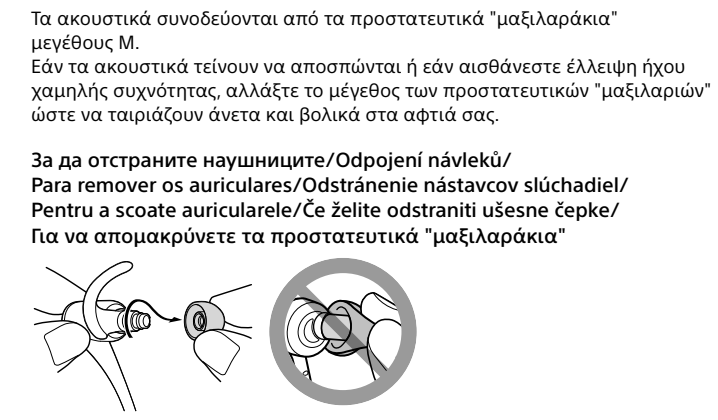 Τα ακουστικά συνοδεύονται από τα προστατευτικά "μαξιλαράκια"
μεγέθους M.
Εάν τα ακουστικά τείνουν να αποσπώνται ή εάν αισθάνεστε έλλειψη ήχου
χαμηλής συχνότητας, αλλάξτε το μέγεθος των προστατευτικών "μαξιλαριών"
ώστε να ταιριάζουν άνετα και βολικά στα αφτιά σας.
За да отстраните наушниците/Odpojení návleků/
Para remover os auriculares/Odstránenie nástavcov slúchadiel/
Pentru a scoate auricularele/Če želite odstraniti ušesne čepke/
Για να απομακρύνετε τα προστατευτικά "μαξιλαράκια"